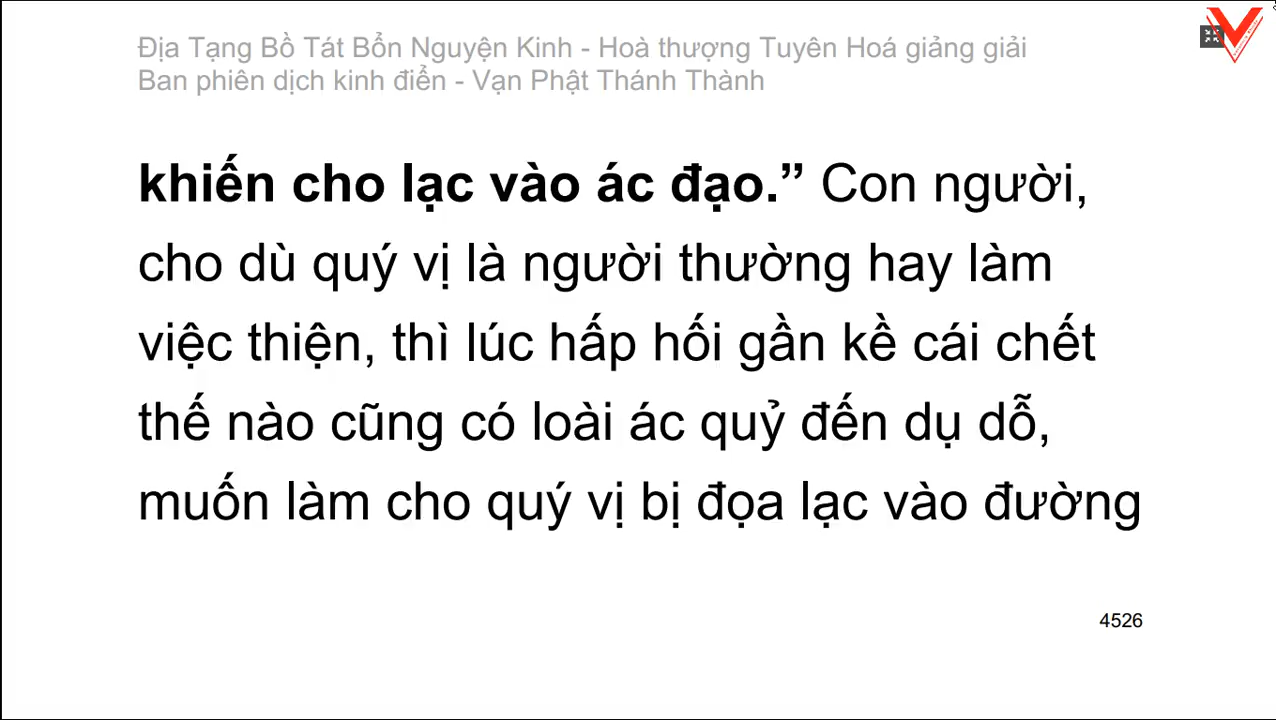 Địa Tạng Bồ Tát Bổn Nguyện Kinh - Hoà thượng Tuyên Hoá giảng giải
Ban phiên dịch kinh điển - Vạn Phật Thánh Thành
khiến cho lạc vào ác đạo.” Con người,
cho dù quý vị là người thường hay làm
việc thiện, thì lúc hấp hối gần kề cái chết
thế nào cũng có loài ác quỷ đến dụ dỗ,
muốn làm cho quý vị bị đọa lạc vào đường
4526